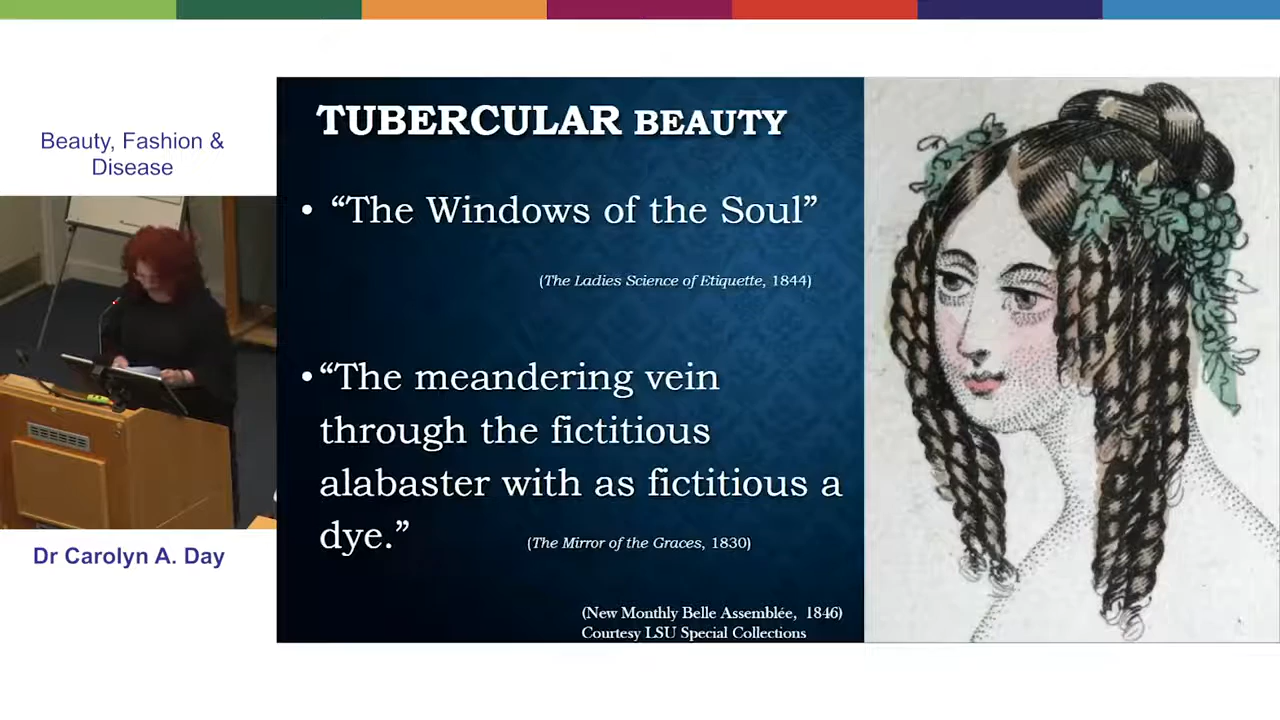 Beauty, Fashion &
Disease
Dr Carolyn A. Day
TUBERCULAR BEAUTY
• “The Windows of the Soul”
(The Ladies Science of Etiquette, 1844)
• “The meandering vein
through the fictitious
alabaster with as fictitious a
dye.”
(The Mirror of the Graces, 1830)
(New Monthly Belle Assemblée, 1846)
Courtesy LSU Special Collections